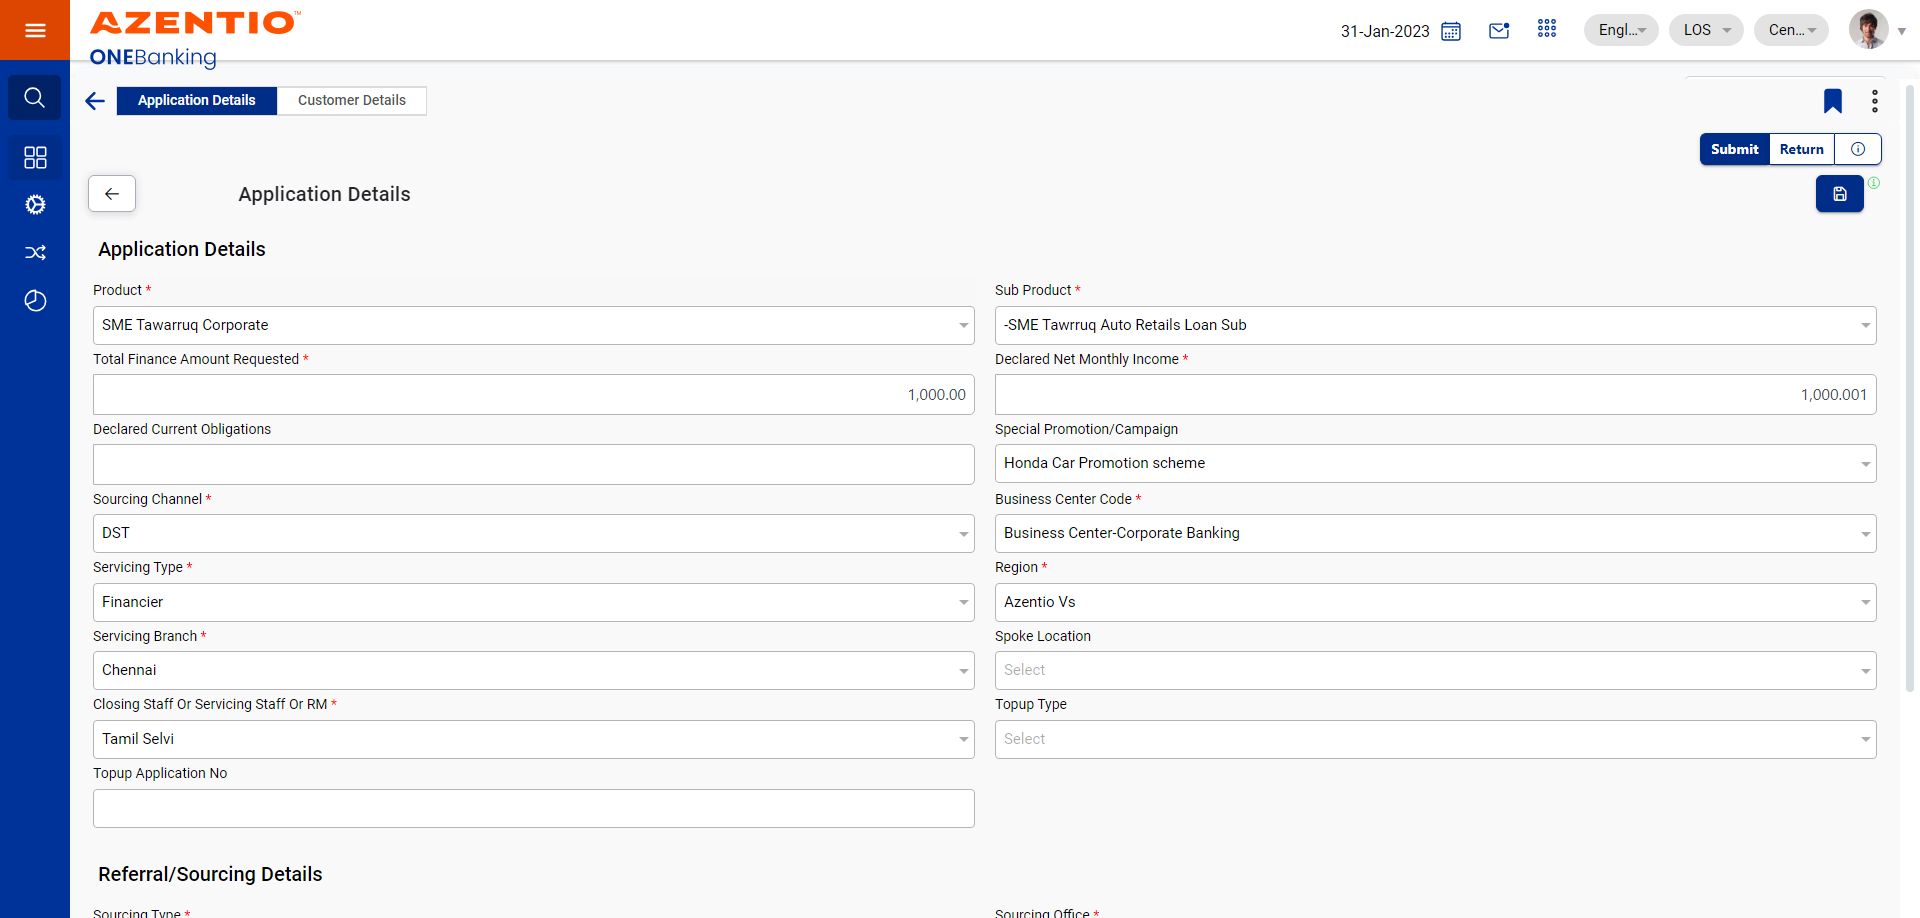 AZENTIO™
ONEBanking
31-Jan-2023
Engl...
LOS
Cen...
Application Details
Customer Details
Submit
Return
Application Details
Application Details
Product *
Sub Product *
SME Tawarruq Corporate
-SME Tawrruq Auto Retails Loan Sub
Total Finance Amount Requested *
Declared Net Monthly Income *
1,000.00
1,000.001
Declared Current Obligations
Special Promotion/Campaign
Honda Car Promotion scheme
Sourcing Channel *
Business Center Code *
DST
Business Center-Corporate Banking
Servicing Type *
Region *
Financier
Azentio Vs
Servicing Branch *
Spoke Location
Chennai
Select
Closing Staff Or Servicing Staff Or RM *
Topup Type
Tamil Selvi
Select
Topup Application No
Referral/Sourcing Details
Sourcing Type *
Sourcing Office *